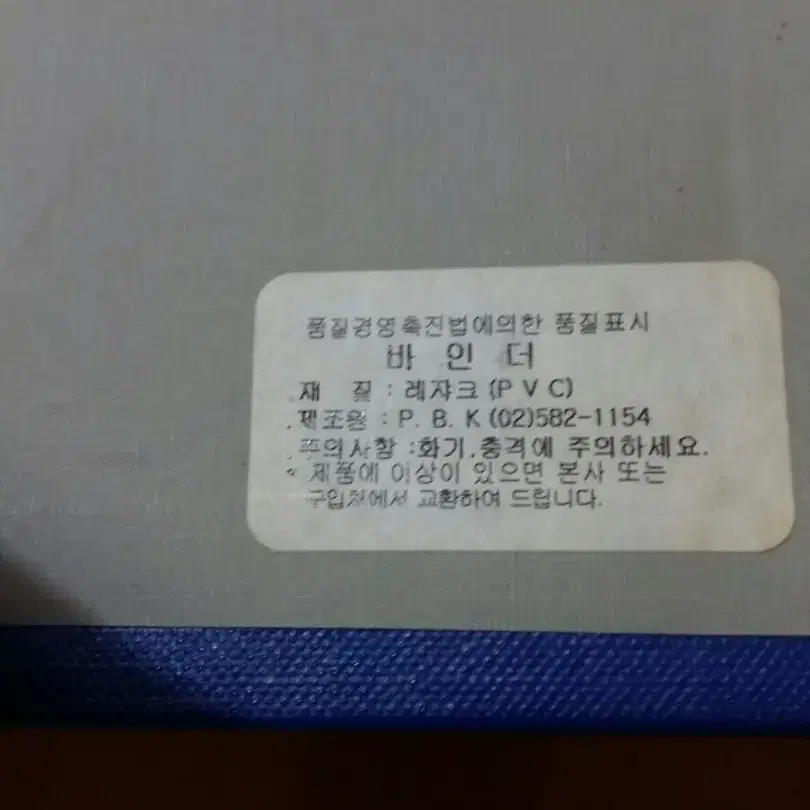 품질경영촉진법에의한 품질표시
바 인 더
.재 질 : 레쟈크 (P V C)
.제조원 : P. B. K (02)582-1154
.주의사항 :화기.충격에 주의하세요.
* 제품에 이상이 있으면 본사 또는
구입처에서 교환하여 드립니다.